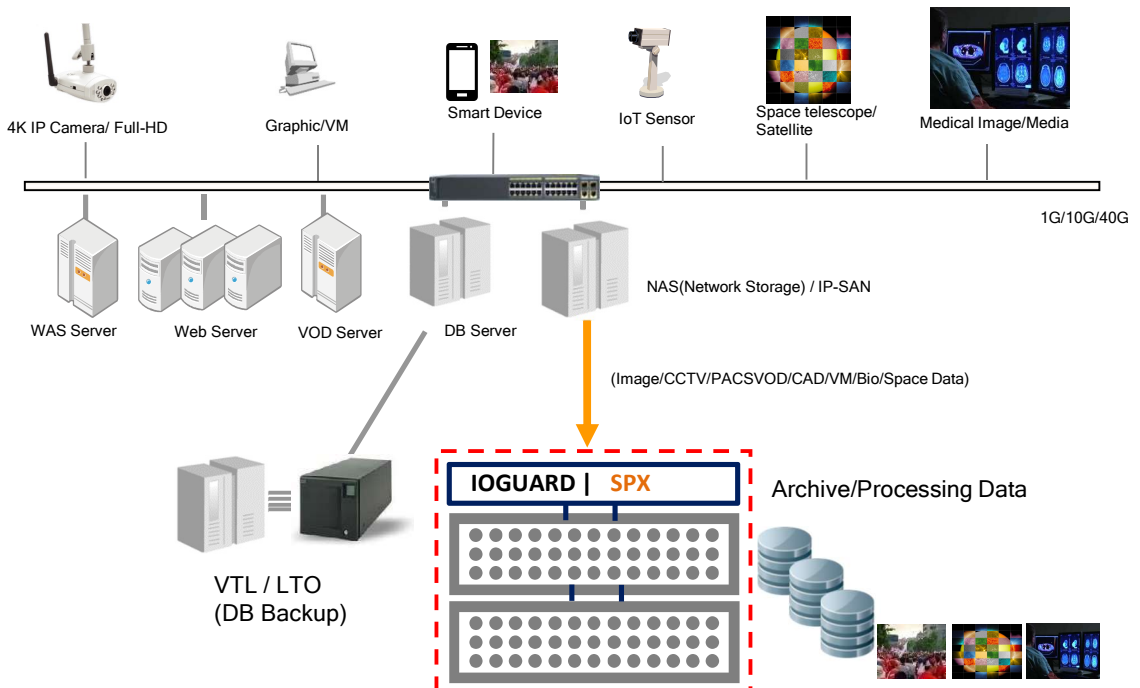 4K IP Camera/ Full-HD
Graphic/VM
Smart Device
IoT Sensor
Space telescope/
Satellite
Medical Image/Media
1G/10G/40G
WAS Server
Web Server
VOD Server
DB Server
NAS(Network Storage) / IP-SAN
(Image/CCTV/PACSVOD/CAD/VM/Bio/Space Data)
IOGUARD | SPX
Archive/Processing Data
VTL / LTO
(DB Backup)